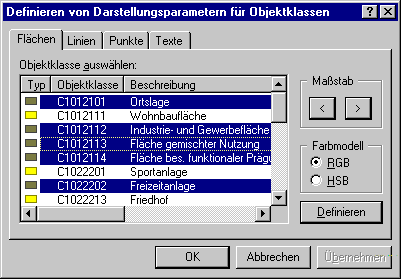 Definieren von Darstellungsparametern für Objektklassen
Flächen Linien Punkte Texte
Objektklasse auswählen:
Typ Objektklasse Beschreibung
C1012101 Ortslage
C1012111 Wohnbaufläche
C1012112 Industrie- und Gewerbefläche
C1012113 Fläche gemischter Nutzung
C1012114 Fläche bes. funktionaler Prägu
C1022201 Sportanlage
C1022202 Freizeitanlage
C1022213 Friedhof
Maßstab
< >
Farbmodell
RGB
HSB
Definieren
OK Abbrechen Übernehmen